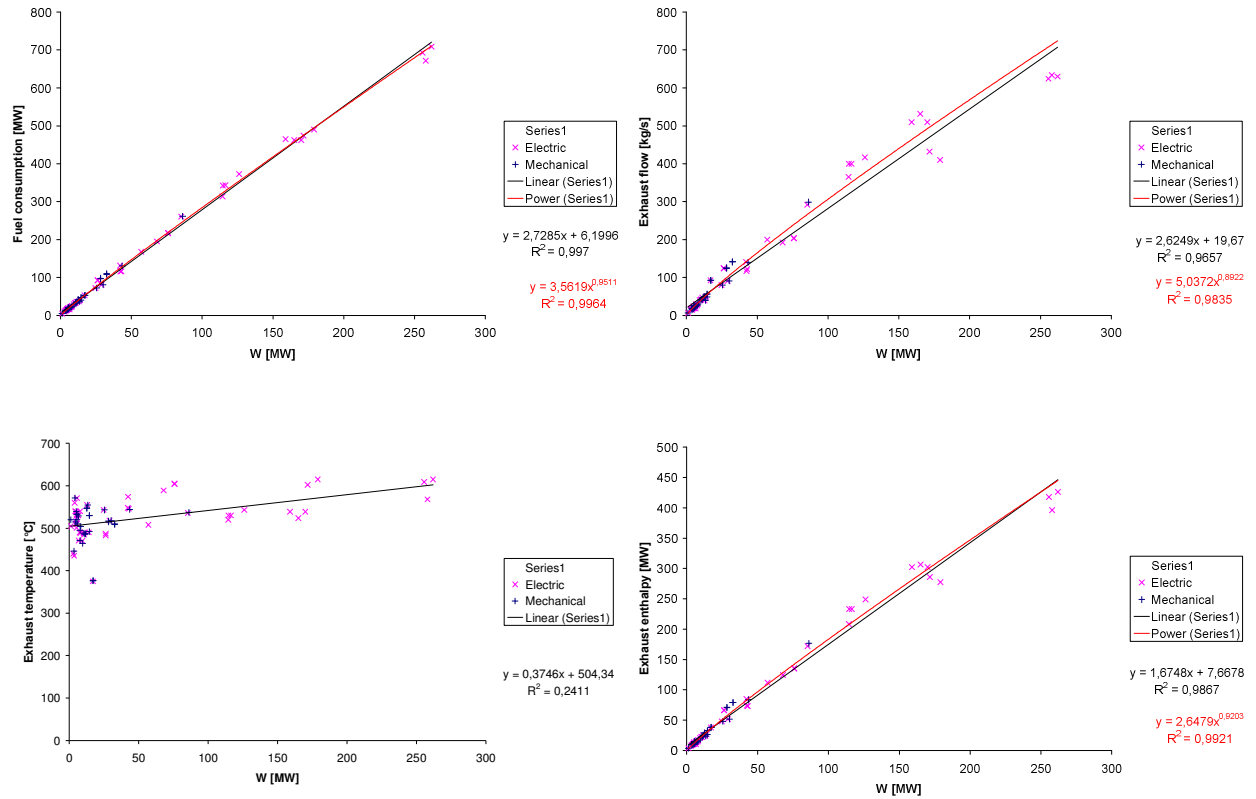 800
700
600
500
400
300
200
100
0
Fuel consumption [MW]
0 50 100 150 200 250 300
W [MW]
Series1
Electric
Mechanical
Linear (Series1)
Power (Series1)
y = 2,7285x + 6,1996
R2 = 0,997
y = 3,5619x0,9511
R2 = 0,9964
800
700
600
500
400
300
200
100
0
Exhaust flow [kg/s]
0 50 100 150 200 250 300
W [MW]
Series1
Electric
Mechanical
Linear (Series1)
Power (Series1)
y = 2,6249x + 19,67
R2 = 0,9657
y = 5,0372x0,8922
R2 = 0,9835
700
600
500
400
300
200
100
0
Exhaust temperature [°C]
0 50 100 150 200 250 300
W [MW]
Series1
Electric
Mechanical
Linear (Series1)
y = 0,3746x + 504,34
R2 = 0,2411
500
450
400
350
300
250
200
150
100
50
0
Exhaust enthalpy [MW]
0 50 100 150 200 250 300
W [MW]
Series1
Electric
Mechanical
Linear (Series1)
Power (Series1)
y = 1,6748x + 7,6678
R2 = 0,9867
y = 2,6479x0,9203
R2 = 0,9921